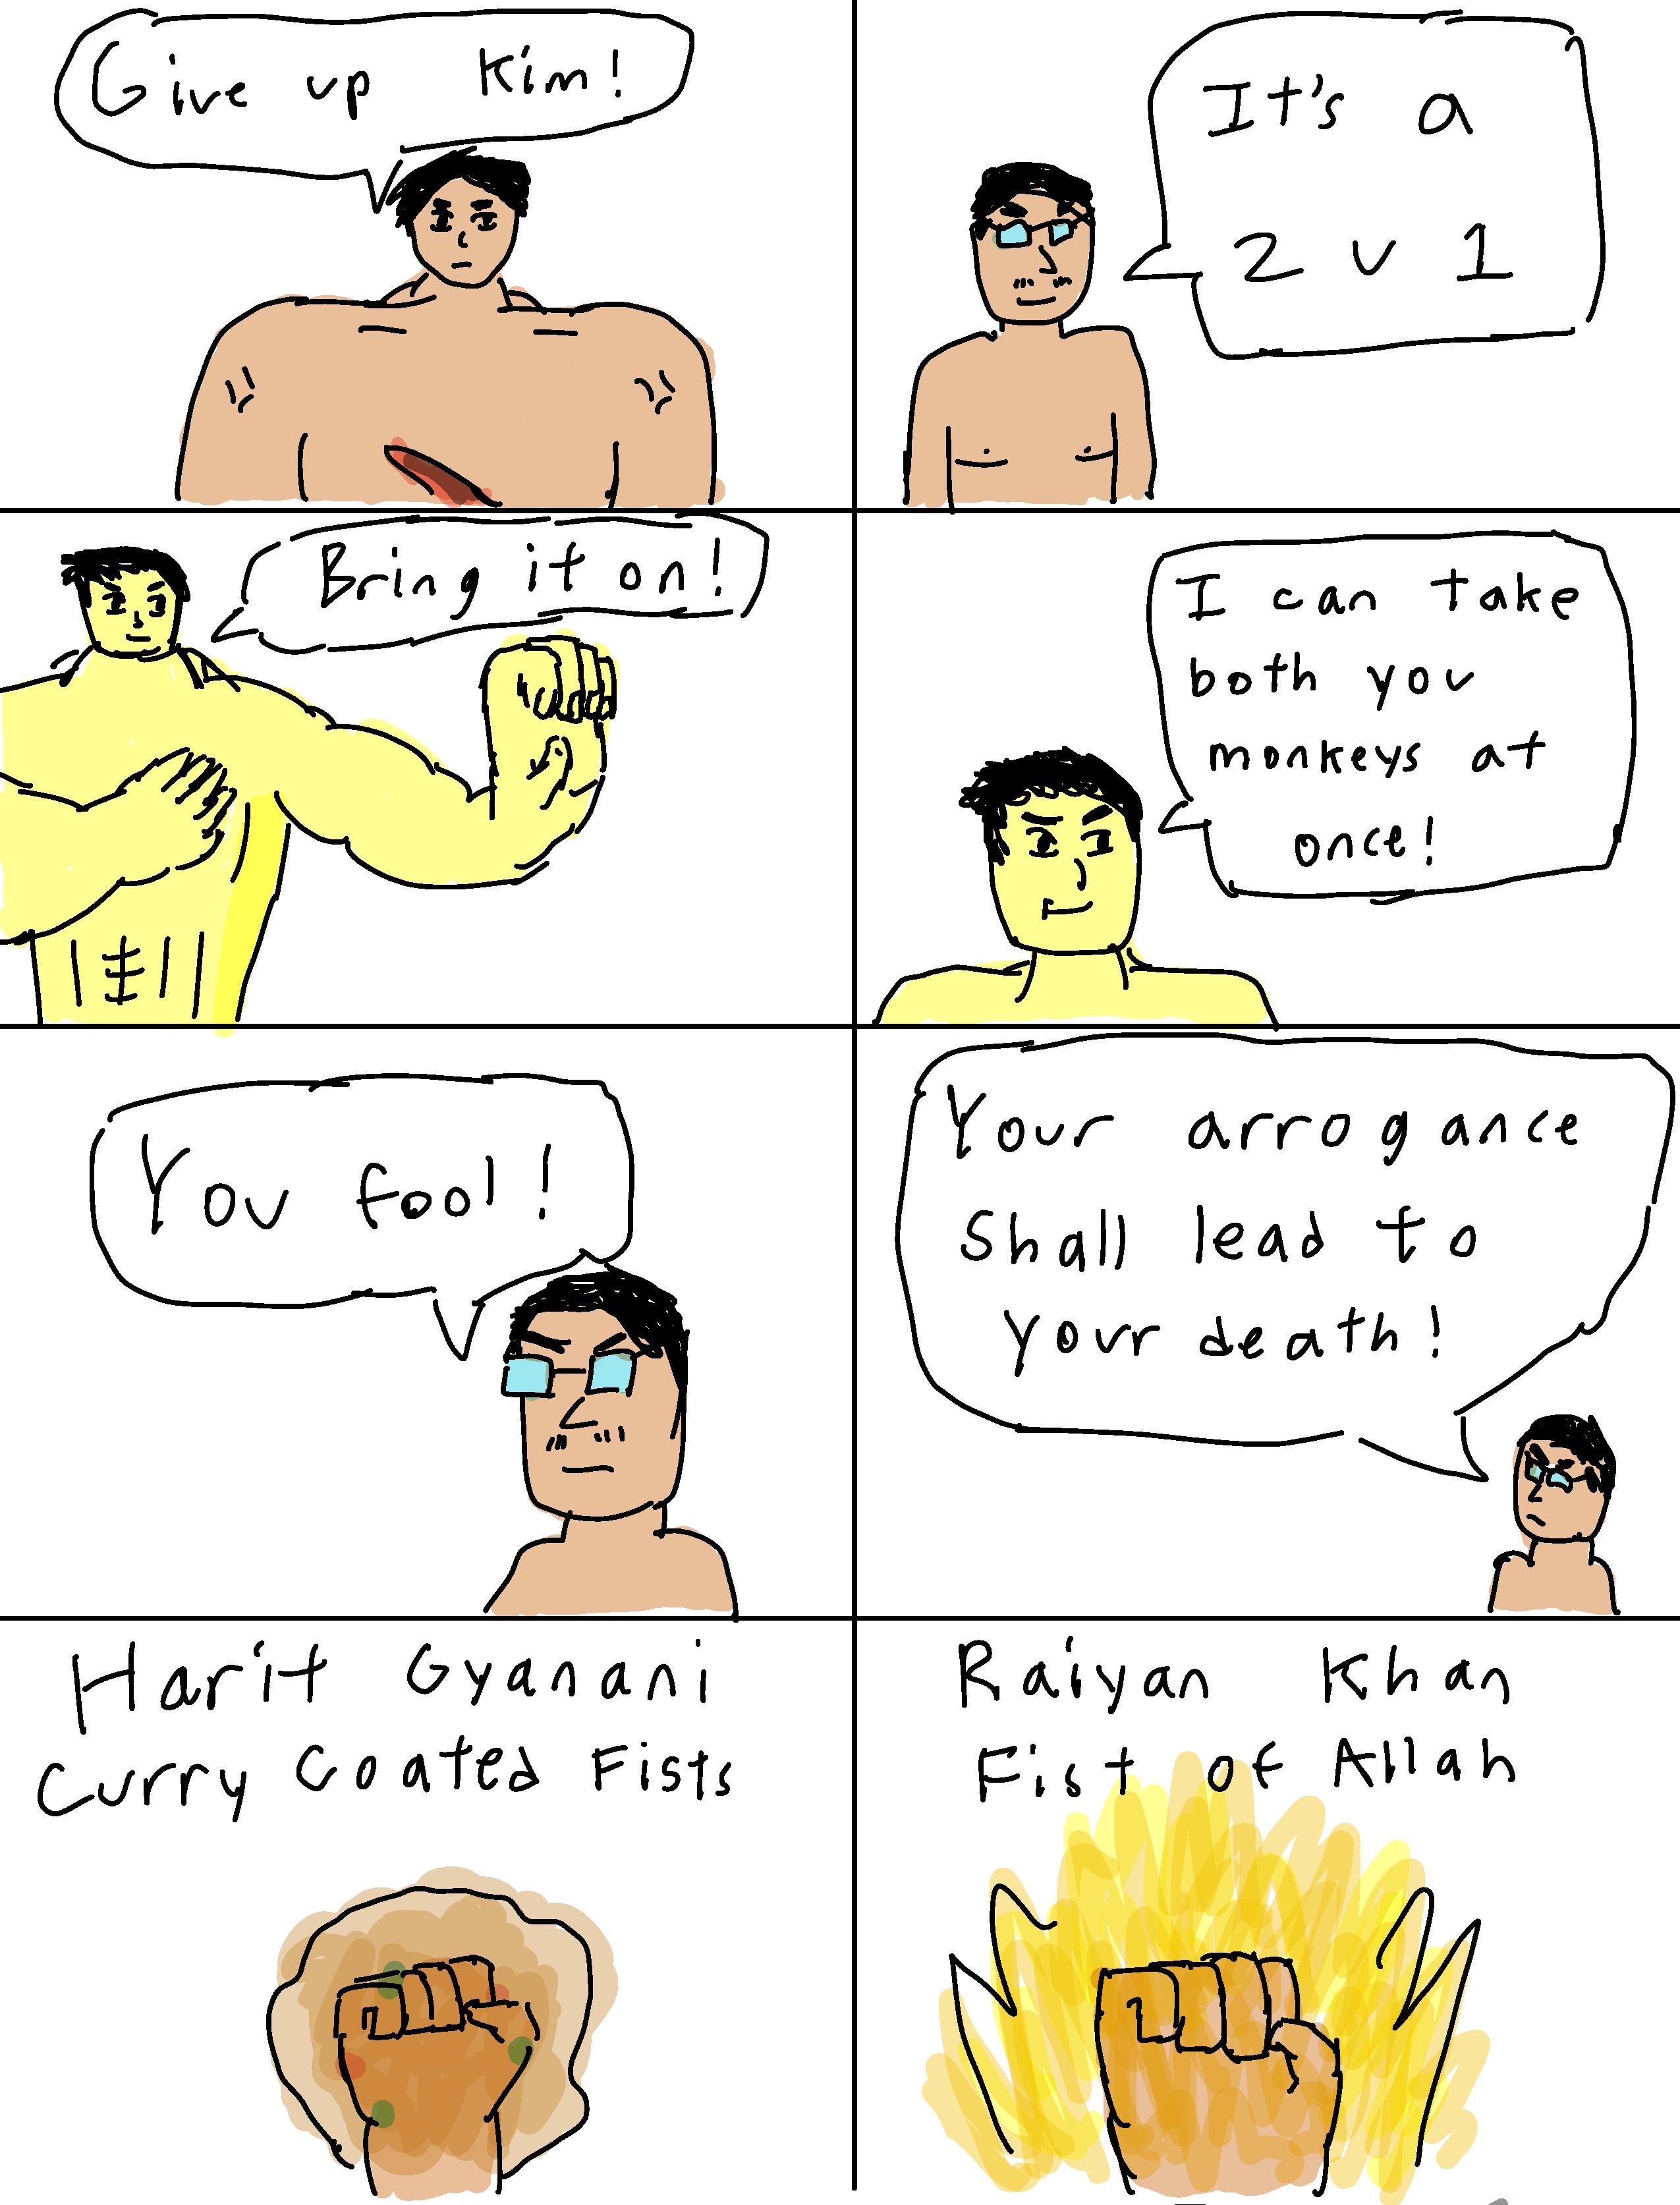 Give up Kim!
It's a
2 v 1
Bring it on!
I can take
both you
monkeys at
once!
You fool!
Your arrogance
Shall lead to
your death!
Harit Gyanani
Curry Coated Fists
Raiyan Khan
Fist of Allah